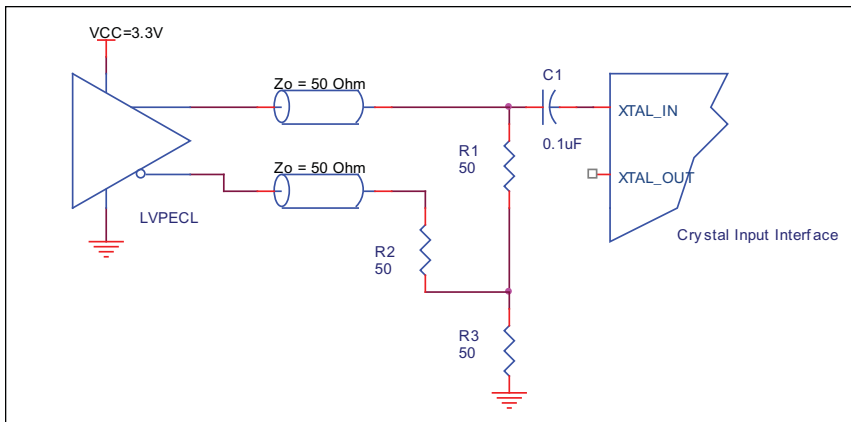 VCC=3.3V
Zo = 50 Ohm
C1
XTAL_IN
0.1uF
R1
50
Zo = 50 Ohm
XTAL_OUT
LVPECL
Crystal Input Interface
R2
50
R3
50